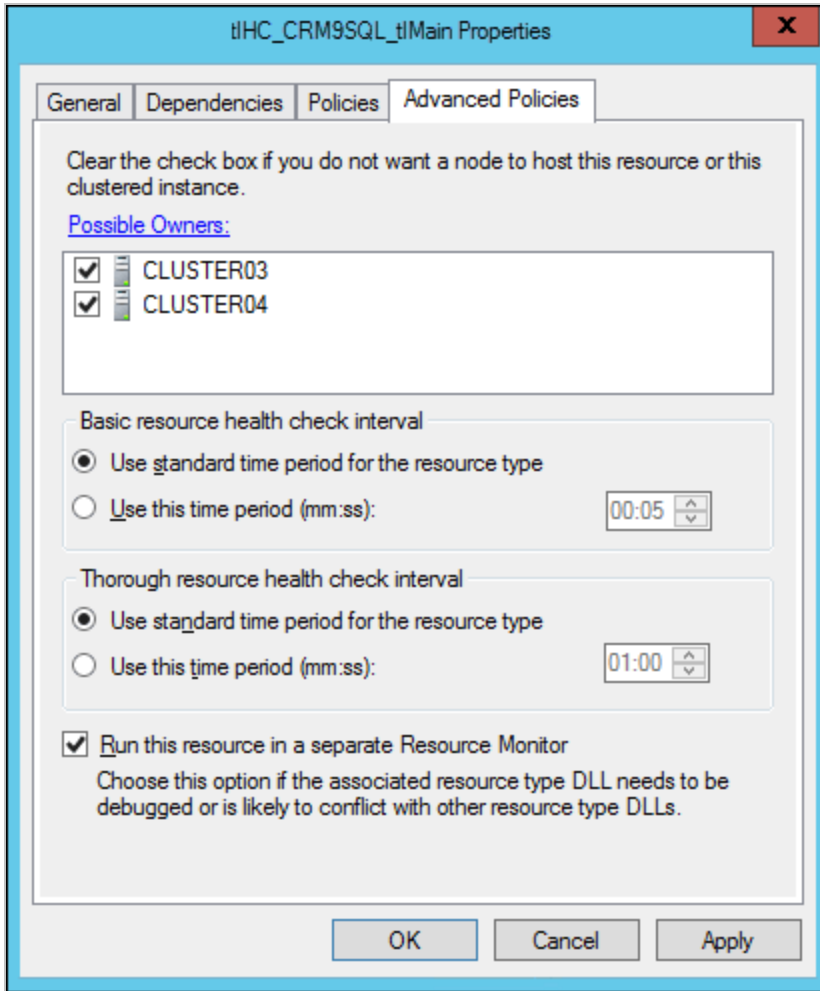 tlHC_CRM9SQL_tlMain Properties
x
General
Dependencies
Policies
Advanced Policies
Clear the check box if you do not want a node to host this resource or this
clustered instance.
Possible Owners:
CLUSTER03
CLUSTER04
Basic resource health check interval
Use standard time period for the resource type
Use this time period (mm:ss):
00:05
Thorough resource health check interval
Use standard time period for the resource type
Use this time period (mm:ss):
01:00
Run this resource in a separate Resource Monitor
Choose this option if the associated resource type DLL needs to be
debugged or is likely to conflict with other resource type DLLs.
OK
Cancel
Apply